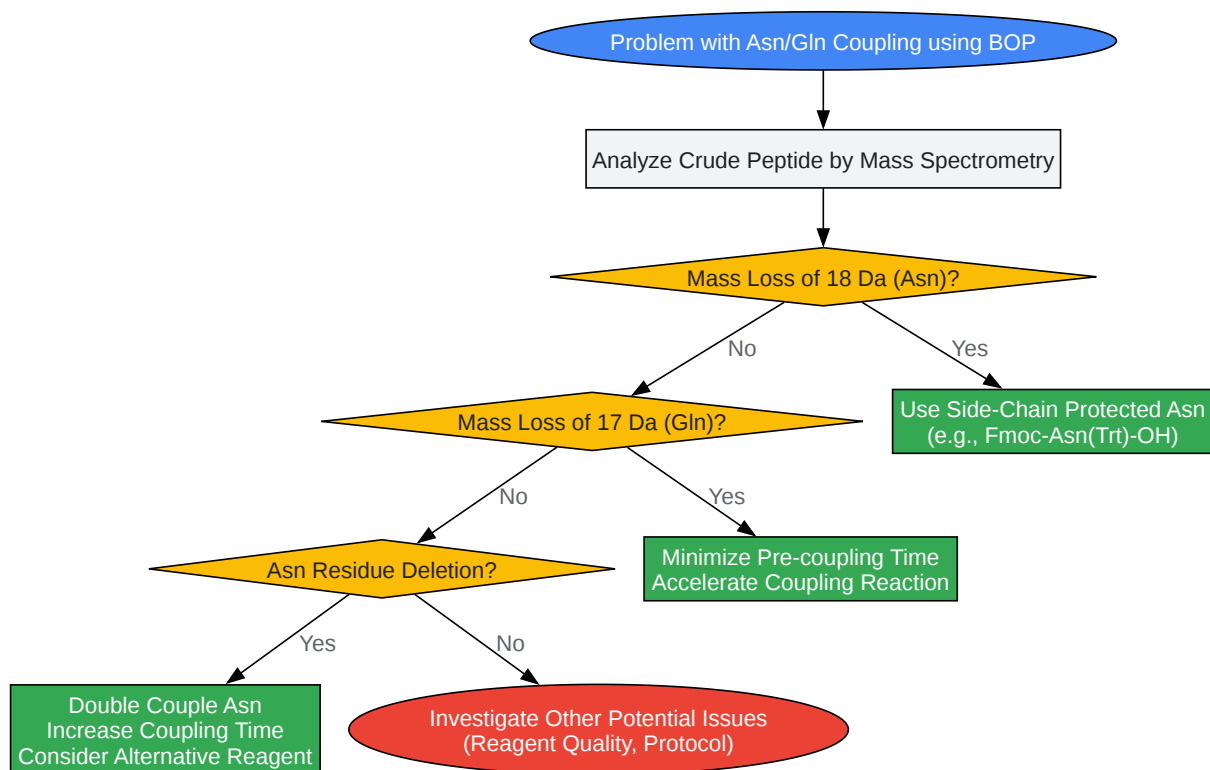 Problem with Asn/Gln Coupling using BOP
Analyze Crude Peptide by Mass Spectrometry
Mass Loss of 18 Da (Asn)?
No
Yes
Mass Loss of 17 Da (Gln)?
Use Side-Chain Protected Asn
(e.g., Fmoc-Asn(Trt)-OH)
No
Yes
Asn Residue Deletion?
Minimize Pre-coupling Time
Accelerate Coupling Reaction
Yes
No
Double Couple Asn
Increase Coupling Time
Consider Alternative Reagent
Investigate Other Potential Issues
(Reagent Quality, Protocol)